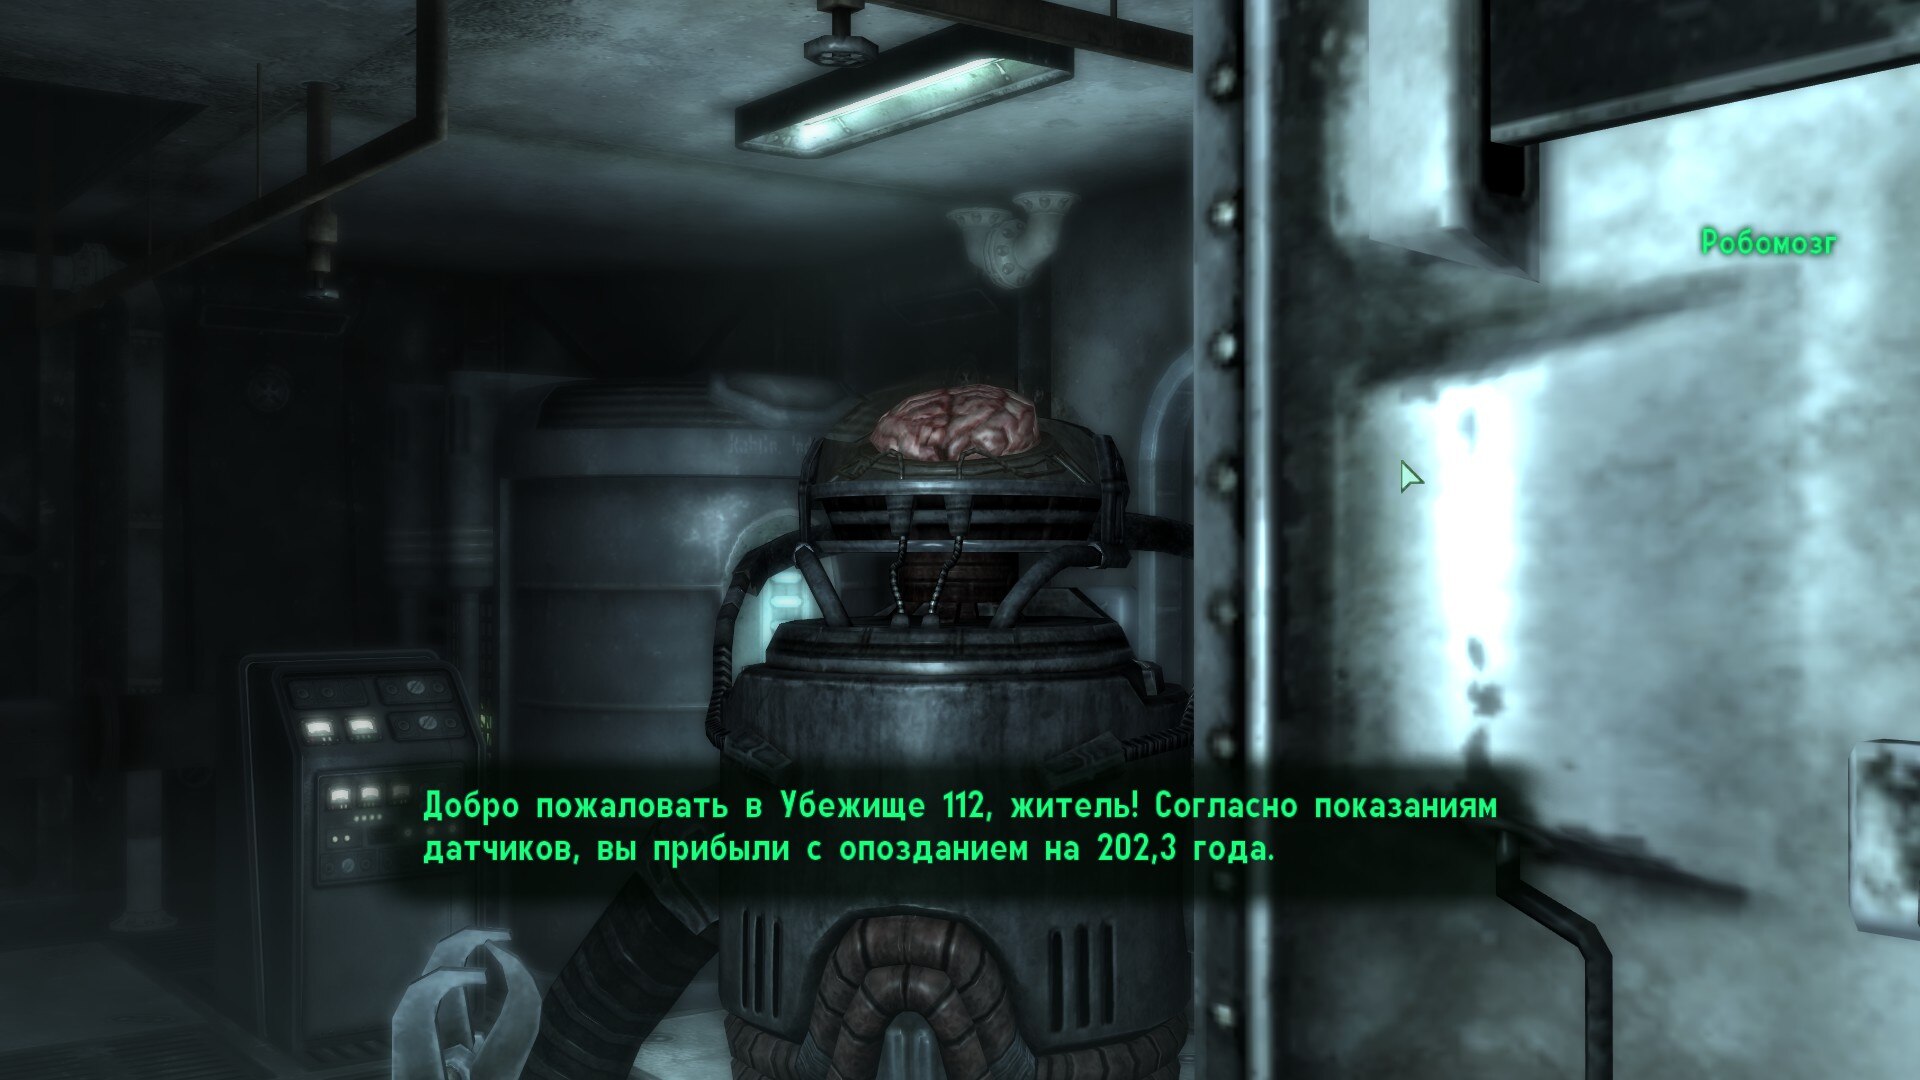 Робомозг
Добро пожаловать в Убежище 112, житель! Согласно показаниям
датчиков, вы прибыли с опозданием на 202,3 года.